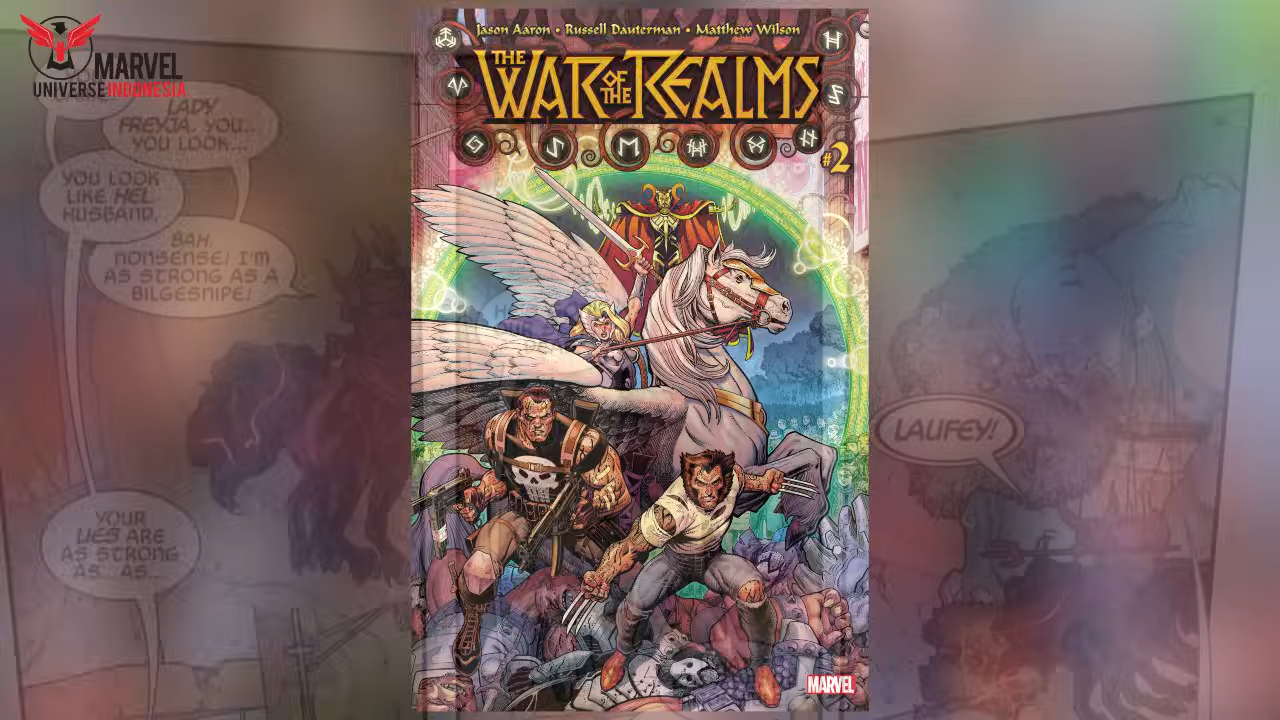 MARVEL
UNIVERSE INDONESIA
LADY
FREYJA. YOU...
YOU LOOK...
YOU LOOK
LIKE HEL
HUSBAND.
BAH.
NONSENSE! I'M
AS STRONG AS A
BILGESNIPE!
YOUR
LIES ARE
AS STRONG
AS... AS...
Jason Aaron • Russell Dauterman • Matthew Wilson
THE
WAR OF THE REALMS
#2
MARVEL
LAUFEY!